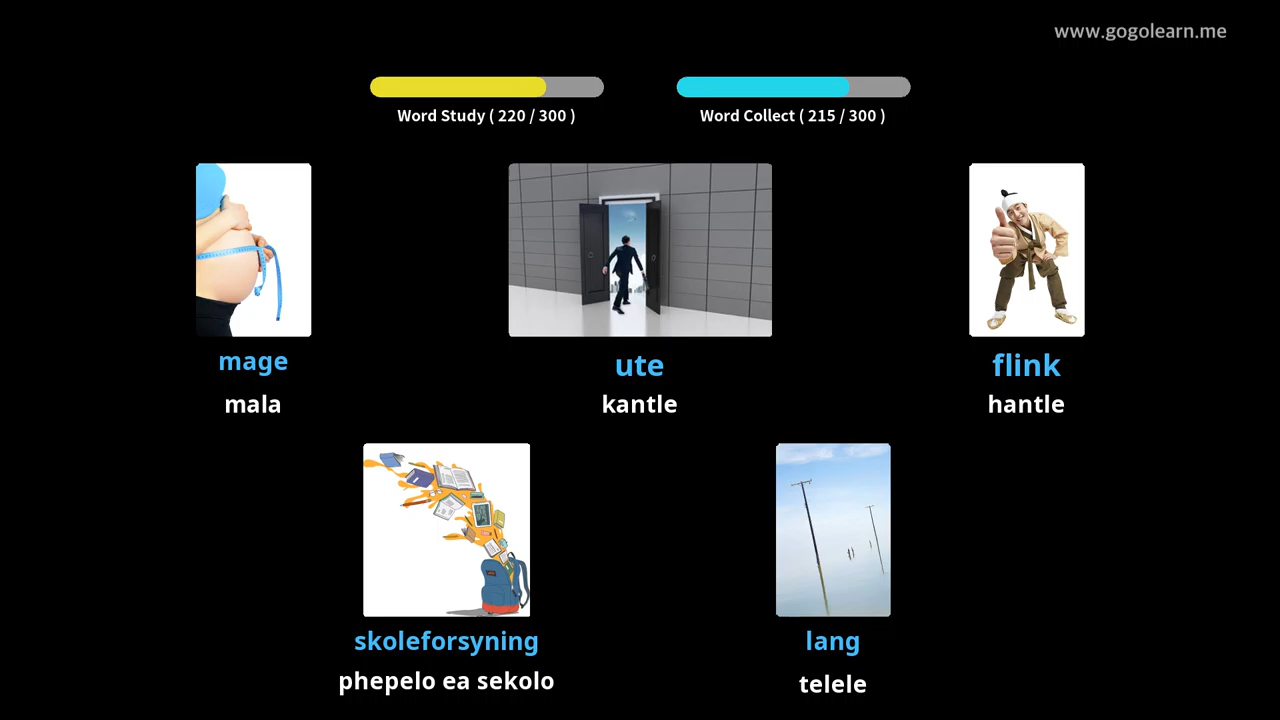 www.gogolearn.me
Word Study ( 220 / 300 )
Word Collect ( 215 / 300 )
mage
mala
ute
kantle
flink
hantle
skoleforsyning
phepelo ea sekolo
lang
telele